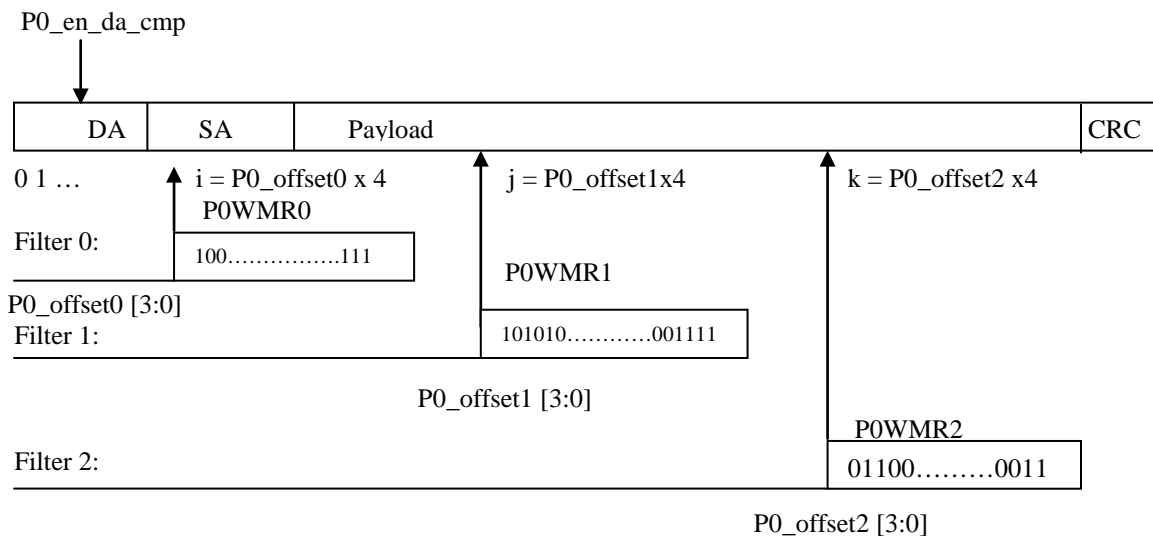 P0_en_da_cmp
DA SA Payload CRC
0 1 … i = P0_offset0 x 4 j = P0_offset1x4 k = P0_offset2 x4
P0WMR0
Filter 0: 100…………….111
P0WMR1
P0_offset0 [3:0]
Filter 1: 101010…………001111
P0_offset1 [3:0]
P0WMR2
Filter 2: 01100………0011
P0_offset2 [3:0]